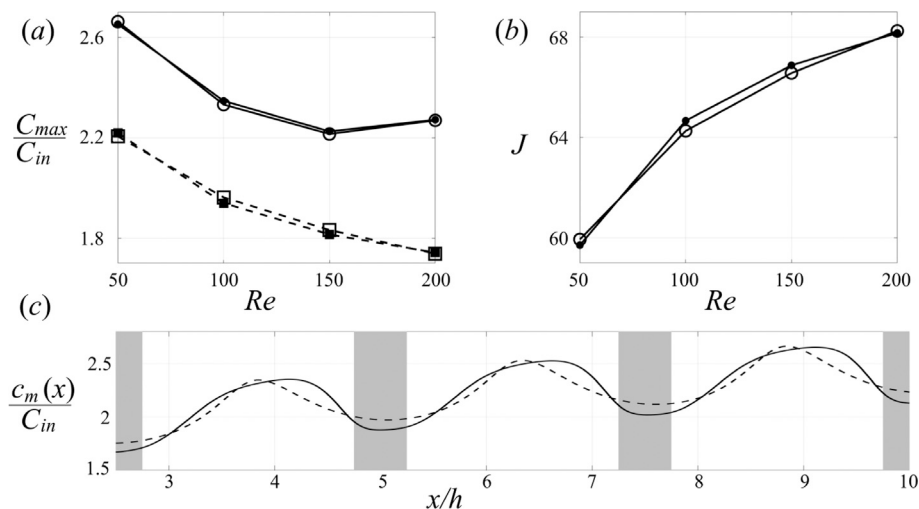 (a)
2.6
2.2
1.8
C_max / C_in
50 100 150 200
Re
(b)
68
64
60
J
50 100 150 200
Re
(c)
2.5
2
1.5
c_m(x) / C_in
3 4 5 6 7 8 9 10
x/h